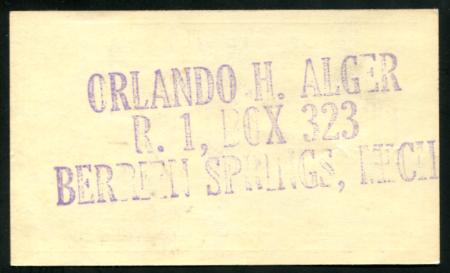 ORLANDO H. ALGER
R. 1, BOX 323
BERRIEN SPRINGS, MICH